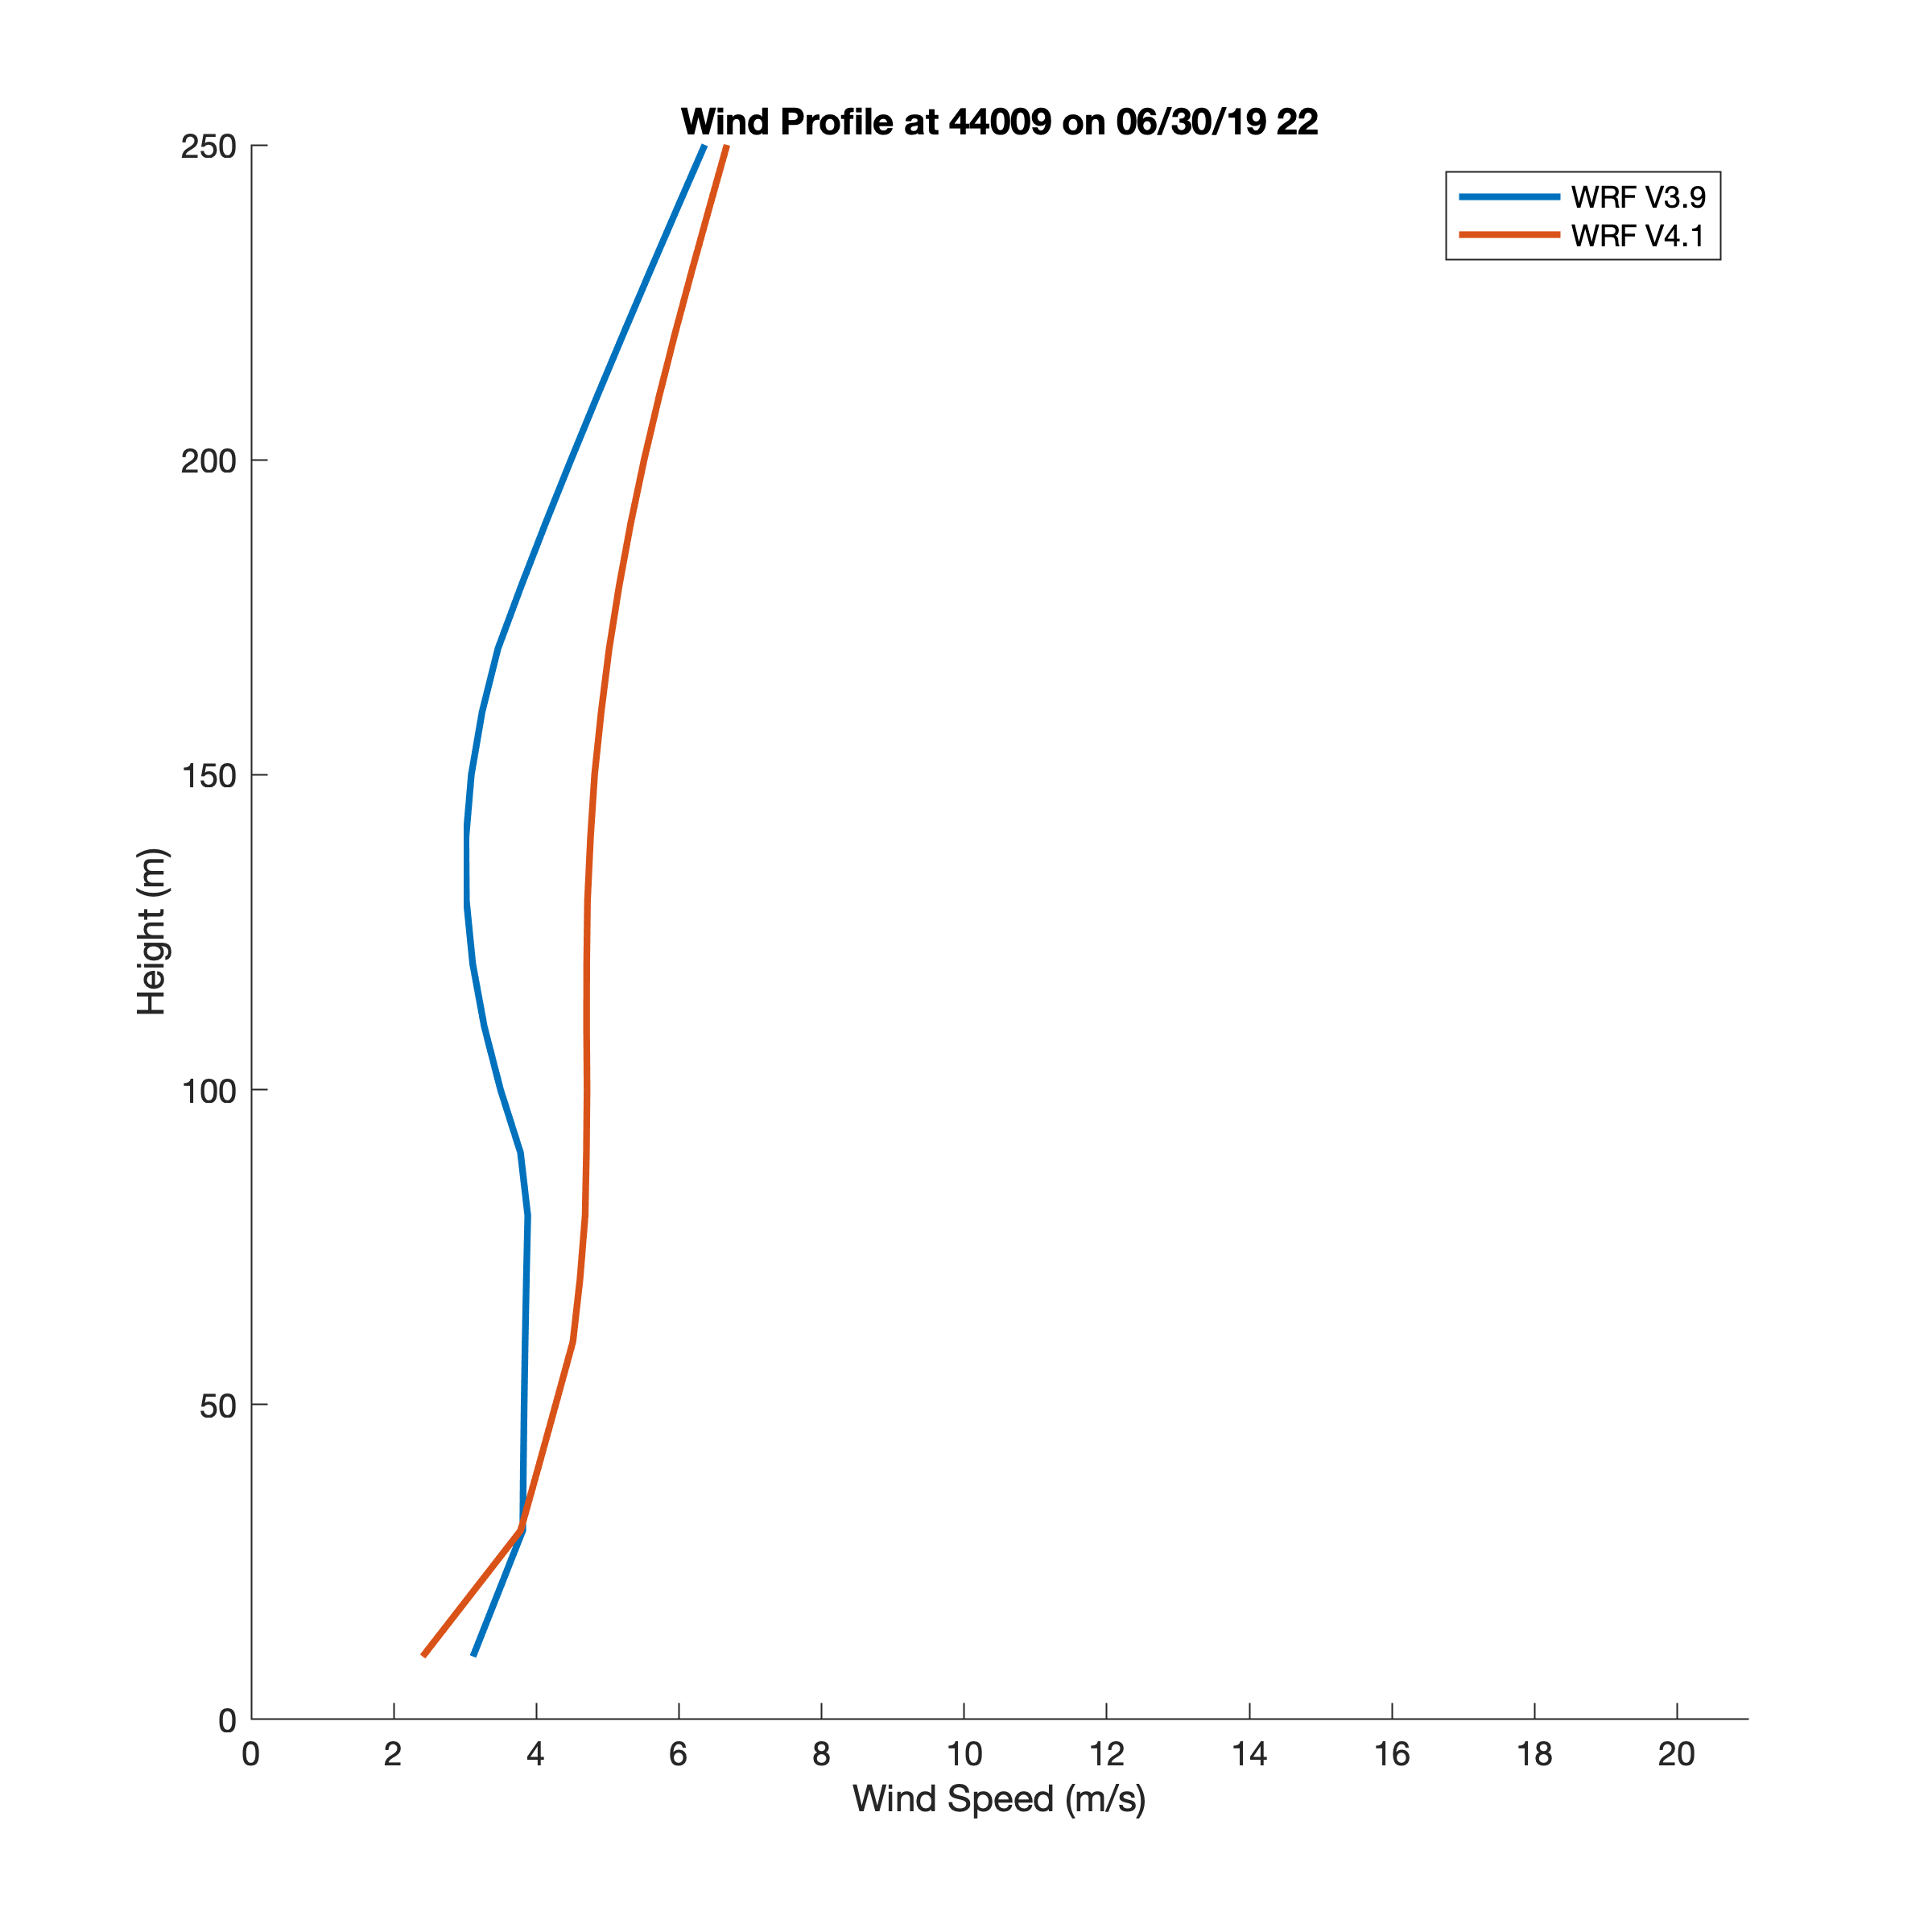 Wind Profile at 44009 on 06/30/19 22
WRF V3.9
WRF V4.1
250
200
150
100
50
0
Height (m)
0 2 4 6 8 10 12 14 16 18 20
Wind Speed (m/s)